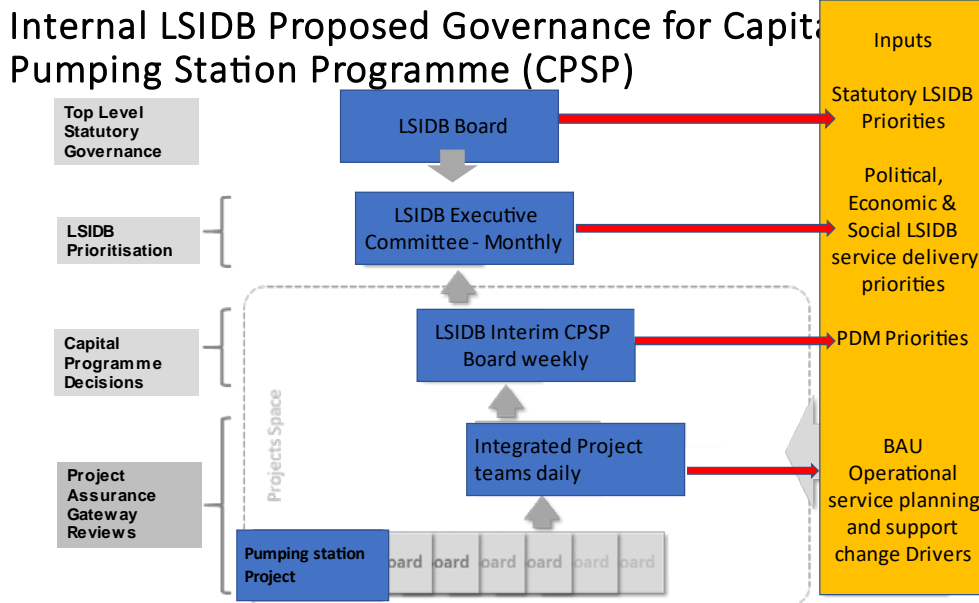 Internal LSIDB Proposed Governance for Capita
Pumping Station Programme (CPSP)
Inputs
Statutory LSIDB
Priorities
Political,
Economic &
Social LSIDB
service delivery
priorities
PDM Priorities
BAU
Operational
service planning
and support
change Drivers
Top Level
Statutory
Governance
LSIDB Board
LSIDB
Prioritisation
LSIDB Executive
Committee - Monthly
Capital
Programme
Decisions
LSIDB Interim CPSP
Board weekly
Projects Space
Project
Assurance
Gateway
Reviews
Integrated Project
teams daily
Pumping station
Project
oard oard oard oard oard oard